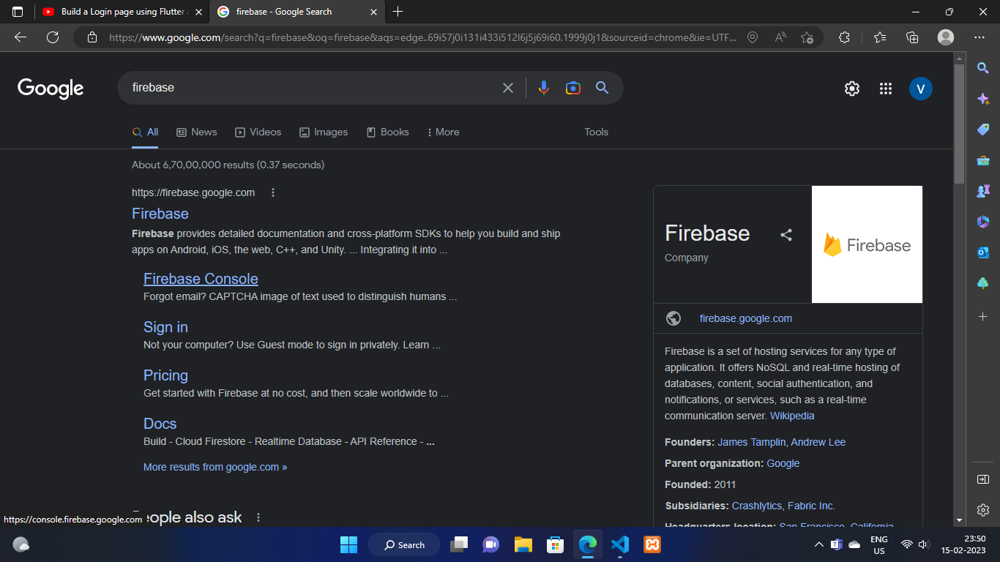 Build a Login page using Flutter
firebase - Google Search
https://www.google.com/search?q=firebase&oq=firebase&aqs=edge..69i57j0i131i433i512l6j5j69i60.1999j0j1&sourceid=chrome&ie=UTF...
Google
firebase
V
All
News
Videos
Images
Books
More
Tools
About 6,70,00,000 results (0.37 seconds)
https://firebase.google.com
Firebase
Firebase provides detailed documentation and cross-platform SDKs to help you build and ship
apps on Android, iOS, the web, C++, and Unity. ... Integrating it into ...
Firebase Console
Forgot email? CAPTCHA image of text used to distinguish humans ...
Sign in
Not your computer? Use Guest mode to sign in privately. Learn ...
Pricing
Get started with Firebase at no cost, and then scale worldwide to ...
Docs
Build - Cloud Firestore - Realtime Database - API Reference - ...
More results from google.com »
People also ask
Firebase
Company
Firebase
firebase.google.com
Firebase is a set of hosting services for any type of
application. It offers NoSQL and real-time hosting of
databases, content, social authentication, and
notifications, or services, such as a real-time
communication server. Wikipedia
Founders: James Tamplin, Andrew Lee
Parent organization: Google
Founded: 2011
Subsidiaries: Crashlytics, Fabric Inc.
Headquarters location: San Francisco, California
https://console.firebase.google.com
Search
ENG
US
23:50
15-02-2023